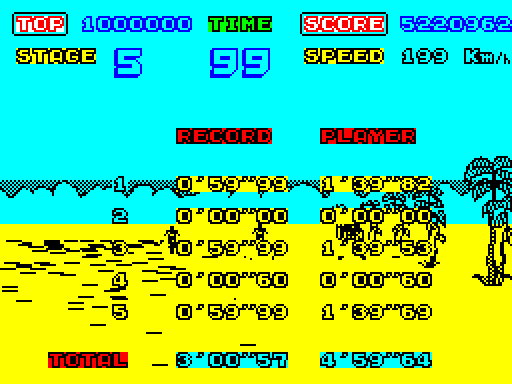 TOP 1000000 TIME SCORE 5220962
STAGE 5 99 SPEED 199 Km/h
RECORD PLAYER
1 0'59"99 1'39"82
2 0'00"00 0'00"00
3 0'59"99 1'39"53
4 0'00"60 0'00"60
5 0'59"99 1'39"69
TOTAL 3'00"57 4'59"64